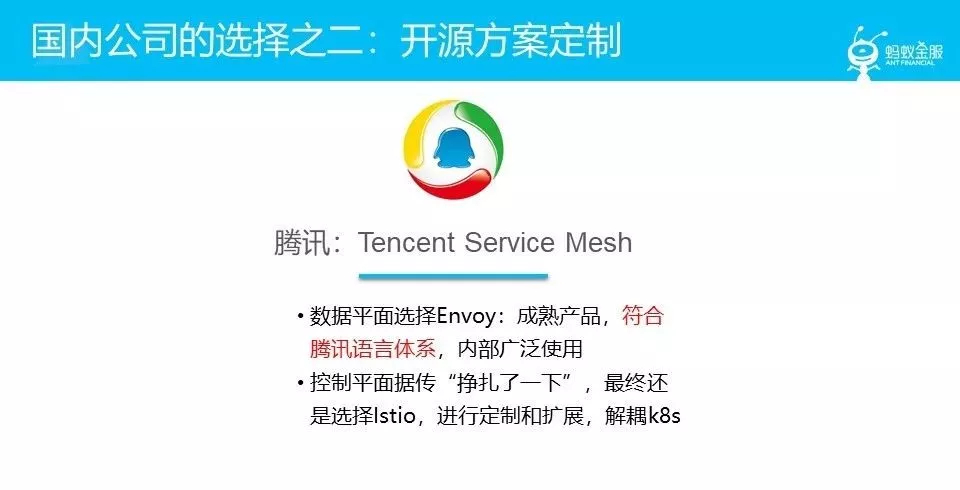 国内公司的选择之二：开源方案定制
蚂蚁金服
ANT FINANCIAL
腾讯：Tencent Service Mesh
• 数据平面选择Envoy：成熟产品，符合
腾讯语言体系，内部广泛使用
• 控制平面据传“挣扎了一下”，最终还
是选择Istio，进行定制和扩展，解耦k8s